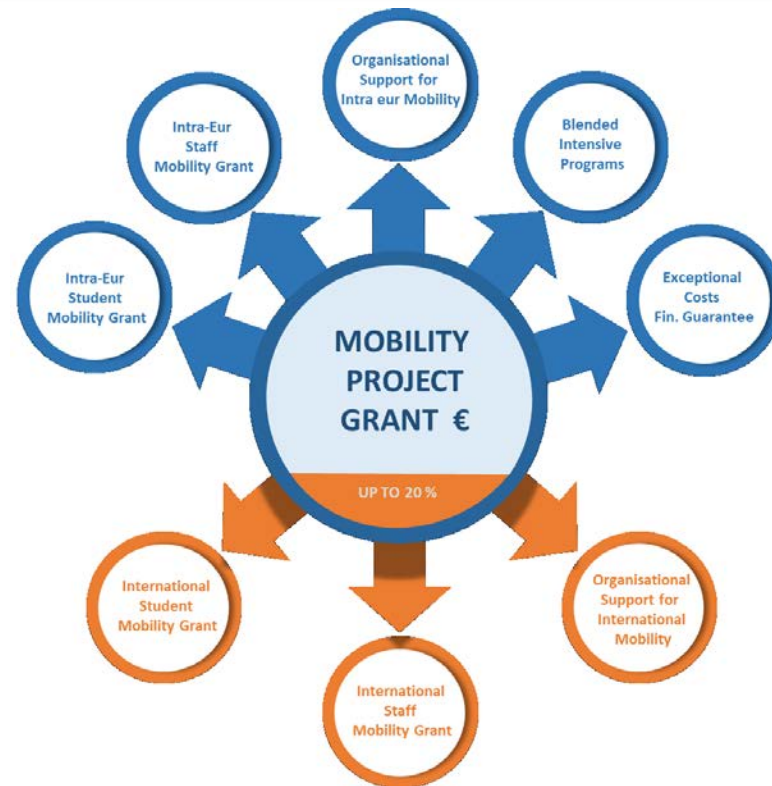 Organisational
Support for
Intra eur Mobility
Intra-Eur
Staff
Mobility Grant
Blended
Intensive
Programs
Intra-Eur
Student
Mobility Grant
Exceptional
Costs
Fin. Guarantee
MOBILITY
PROJECT
GRANT €
UP TO 20 %
International
Student
Mobility Grant
Organisational
Support for
International
Mobility
International
Staff
Mobility Grant